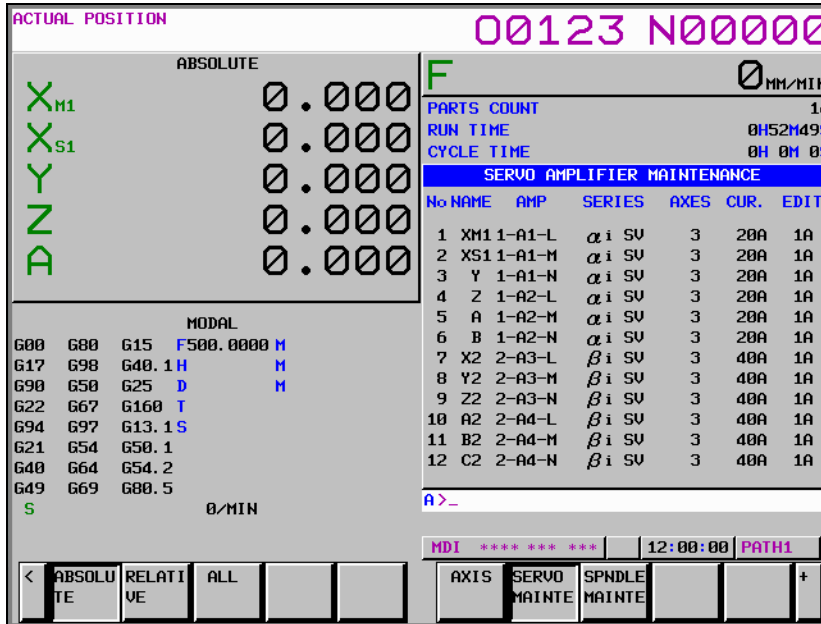 ACTUAL POSITION
O0123 N00000
ABSOLUTE
XM1 0.000
XS1 0.000
Y 0.000
Z 0.000
A 0.000
F 0 MM/MIN
PARTS COUNT
RUN TIME 0H52M49
CYCLE TIME 0H 0M 0
SERVO AMPLIFIER MAINTENANCE
No NAME AMP SERIES AXES CUR. EDIT
1 XM1 1-A1-L αi SV 3 20A 1A
2 XS1 1-A1-M αi SV 3 20A 1A
3 Y 1-A1-N αi SV 3 20A 1A
4 Z 1-A2-L αi SV 3 20A 1A
5 A 1-A2-M αi SV 3 20A 1A
6 B 1-A2-N αi SV 3 20A 1A
7 X2 2-A3-L βi SV 3 40A 1A
8 Y2 2-A3-M βi SV 3 40A 1A
9 Z2 2-A3-N βi SV 3 40A 1A
10 A2 2-A4-L βi SV 3 40A 1A
11 B2 2-A4-M βi SV 3 40A 1A
12 C2 2-A4-N βi SV 3 40A 1A
MODAL
G00 G80 G15 F500.0000 M
G17 G98 G40.1 H M
G90 G50 G25 D M
G22 G67 G160 T
G94 G97 G13.1 S
G21 G54 G50.1
G40 G64 G54.2
G49 G69 G80.5
S 0/MIN
A>_
MDI **** *** *** 12:00:00 PATH1
< ABSOLU RELATI ALL AXIS SERVO SPNDLE +
TE VE MAINTE MAINTE